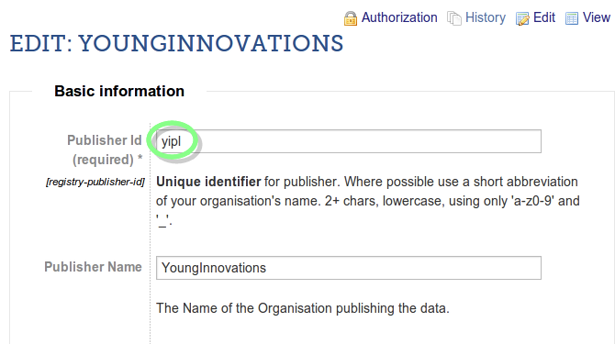 Authorization History Edit View
EDIT: YOUNGINNOVATIONS
Basic information
Publisher Id yipl
(required) *
[registry-publisher-id] Unique identifier for publisher. Where possible use a short abbreviation
of your organisation's name. 2+ chars, lowercase, using only 'a-z0-9' and
'_'.
Publisher Name YoungInnovations
The Name of the Organisation publishing the data.